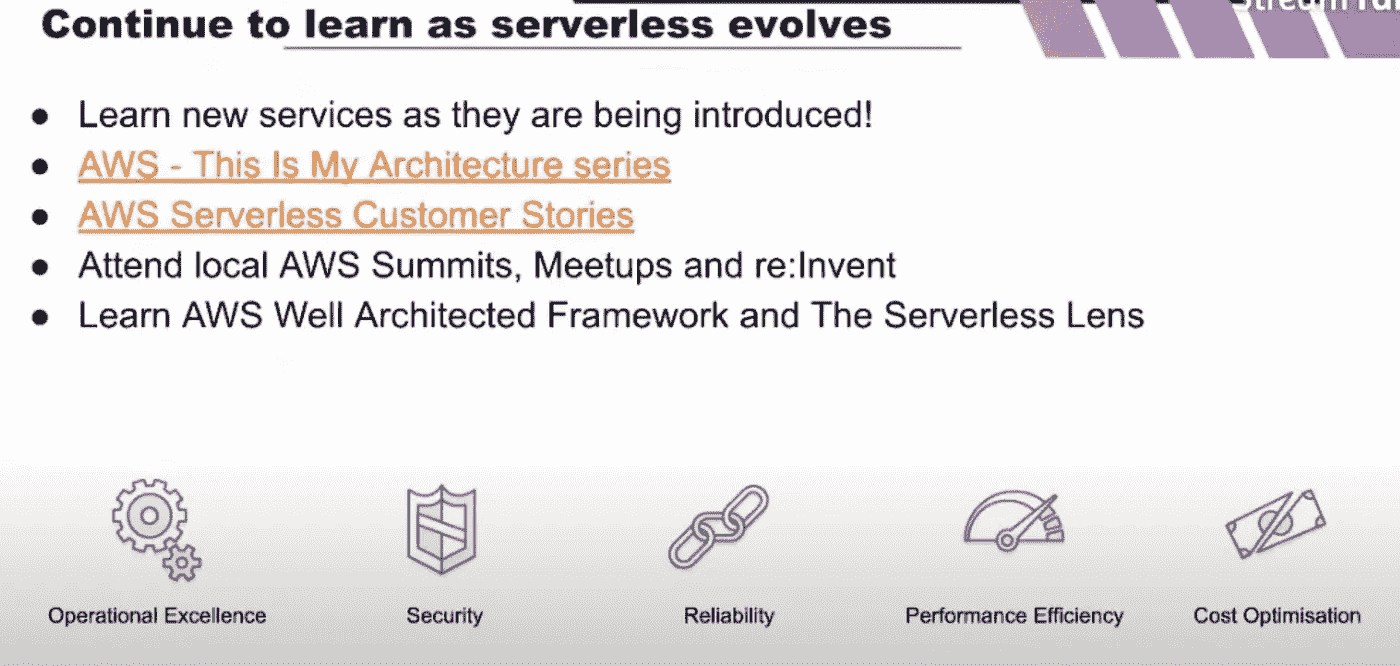 Continue to learn as serverless evolves
● Learn new services as they are being introduced!
● AWS - This Is My Architecture series
● AWS Serverless Customer Stories
● Attend local AWS Summits, Meetups and re:Invent
● Learn AWS Well Architected Framework and The Serverless Lens
Operational Excellence
Security
Reliability
Performance Efficiency
Cost Optimisation